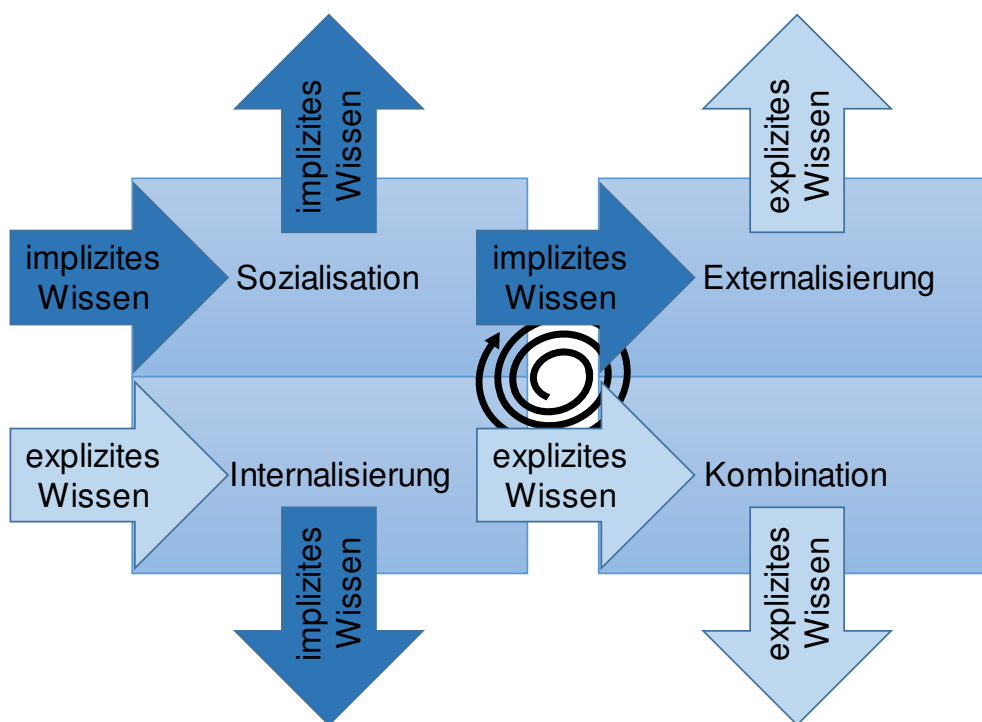 implizites
Wissen
explizites
Wissen
implizites
Wissen
Sozialisation
implizites
Wissen
Externalisierung
explizites
Wissen
Internalisierung
explizites
Wissen
Kombination
implizites
Wissen
explizites
Wissen